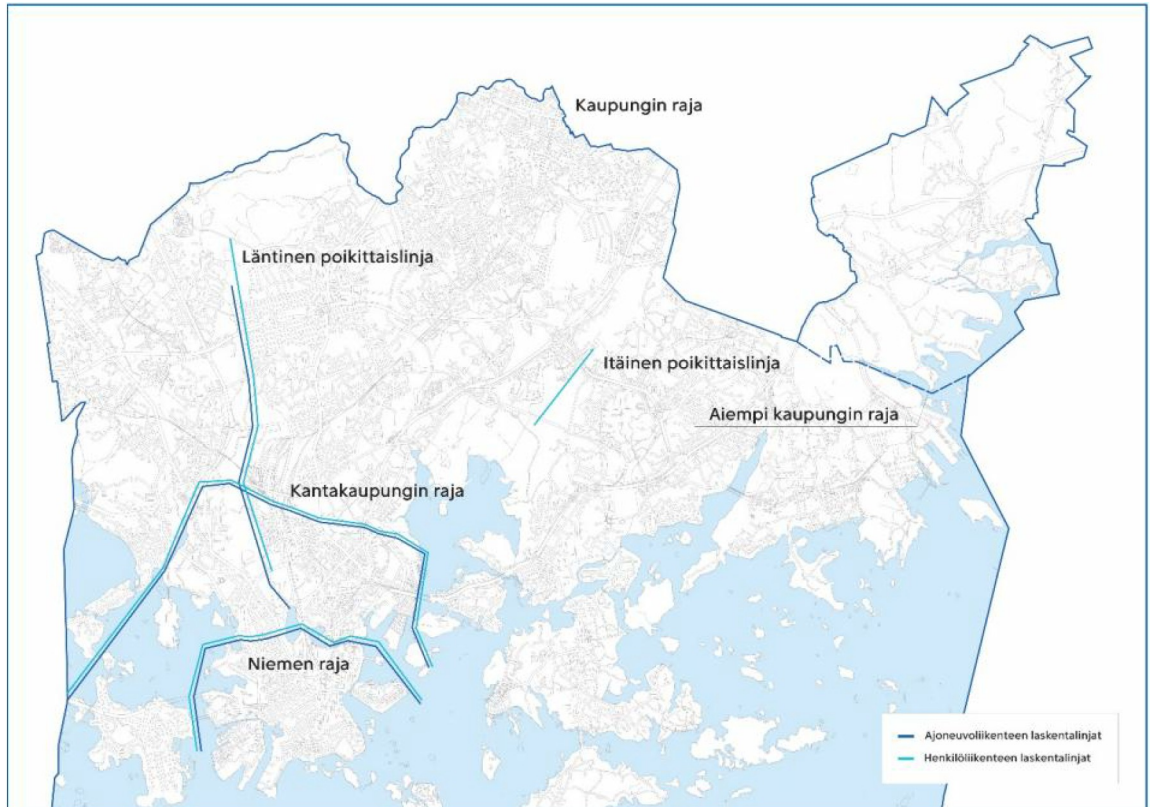 Kaupungin raja
Läntinen poikittaislinja
Itäinen poikittaislinja
Aiempi kaupungin raja
Kantakaupungin raja
Niemen raja
Ajoneuvoliikenteen laskentalinjat
Henkilöliikenteen laskentalinjat